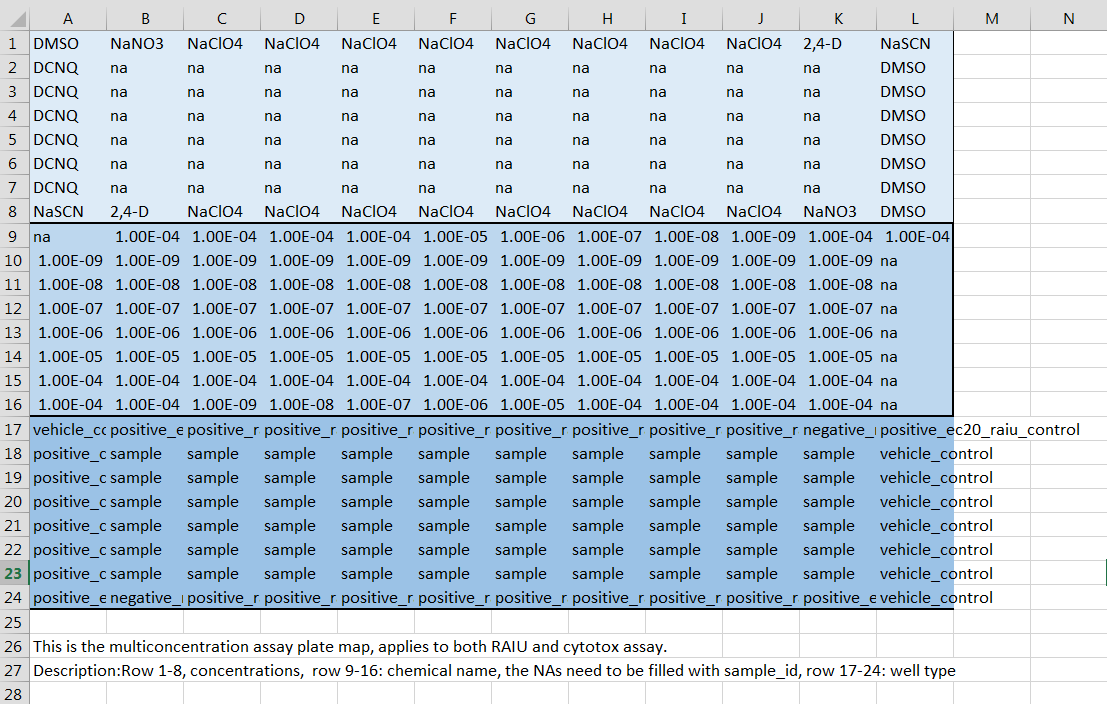 A B C D E F G H I J K L M N
1 DMSO NaNO3 NaClO4 NaClO4 NaClO4 NaClO4 NaClO4 NaClO4 NaClO4 NaClO4 2,4-D NaSCN
2 DCNQ na na na na na na na na na na DMSO
3 DCNQ na na na na na na na na na na DMSO
4 DCNQ na na na na na na na na na na DMSO
5 DCNQ na na na na na na na na na na DMSO
6 DCNQ na na na na na na na na na na DMSO
7 DCNQ na na na na na na na na na na DMSO
8 NaSCN 2,4-D NaClO4 NaClO4 NaClO4 NaClO4 NaClO4 NaClO4 NaClO4 NaClO4 NaNO3 DMSO
9 na 1.00E-04 1.00E-04 1.00E-04 1.00E-04 1.00E-05 1.00E-06 1.00E-07 1.00E-08 1.00E-09 1.00E-04 1.00E-04
10 1.00E-09 1.00E-09 1.00E-09 1.00E-09 1.00E-09 1.00E-09 1.00E-09 1.00E-09 1.00E-09 1.00E-09 1.00E-09 na
11 1.00E-08 1.00E-08 1.00E-08 1.00E-08 1.00E-08 1.00E-08 1.00E-08 1.00E-08 1.00E-08 1.00E-08 1.00E-08 na
12 1.00E-07 1.00E-07 1.00E-07 1.00E-07 1.00E-07 1.00E-07 1.00E-07 1.00E-07 1.00E-07 1.00E-07 1.00E-07 na
13 1.00E-06 1.00E-06 1.00E-06 1.00E-06 1.00E-06 1.00E-06 1.00E-06 1.00E-06 1.00E-06 1.00E-06 1.00E-06 na
14 1.00E-05 1.00E-05 1.00E-05 1.00E-05 1.00E-05 1.00E-05 1.00E-05 1.00E-05 1.00E-05 1.00E-05 1.00E-05 na
15 1.00E-04 1.00E-04 1.00E-04 1.00E-04 1.00E-04 1.00E-04 1.00E-04 1.00E-04 1.00E-04 1.00E-04 1.00E-04 na
16 1.00E-04 1.00E-04 1.00E-09 1.00E-08 1.00E-07 1.00E-06 1.00E-05 1.00E-04 1.00E-04 1.00E-04 1.00E-04 na
17 vehicle_cc positive_e positive_r positive_r positive_r positive_r positive_r positive_r positive_r positive_r negative_ positive_ec20_raiu_control
18 positive_c sample sample sample sample sample sample sample sample sample sample vehicle_control
19 positive_c sample sample sample sample sample sample sample sample sample sample vehicle_control
20 positive_c sample sample sample sample sample sample sample sample sample sample vehicle_control
21 positive_c sample sample sample sample sample sample sample sample sample sample vehicle_control
22 positive_c sample sample sample sample sample sample sample sample sample sample vehicle_control
23 positive_c sample sample sample sample sample sample sample sample sample sample vehicle_control
24 positive_e negative_ positive_r positive_r positive_r positive_r positive_r positive_r positive_r positive_r positive_e vehicle_control
25
26 This is the multiconcentration assay plate map, applies to both RAIU and cytotox assay.
27 Description:Row 1-8, concentrations, row 9-16: chemical name, the NAs need to be filled with sample_id, row 17-24: well type
28